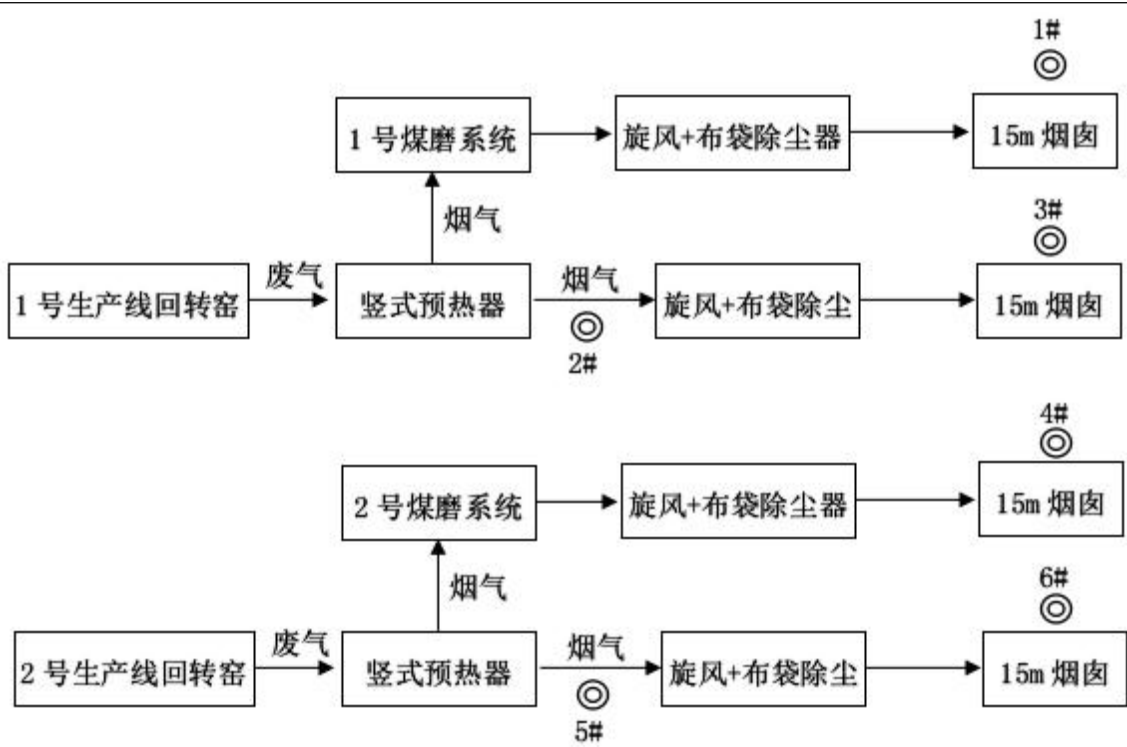 1#
1 号煤磨系统
旋风+布袋除尘器
15m 烟囱
烟气
3#
1 号生产线回转窑
废气
竖式预热器
烟气
2#
旋风+布袋除尘
15m 烟囱
4#
2 号煤磨系统
旋风+布袋除尘器
15m 烟囱
烟气
6#
2 号生产线回转窑
废气
竖式预热器
烟气
5#
旋风+布袋除尘
15m 烟囱